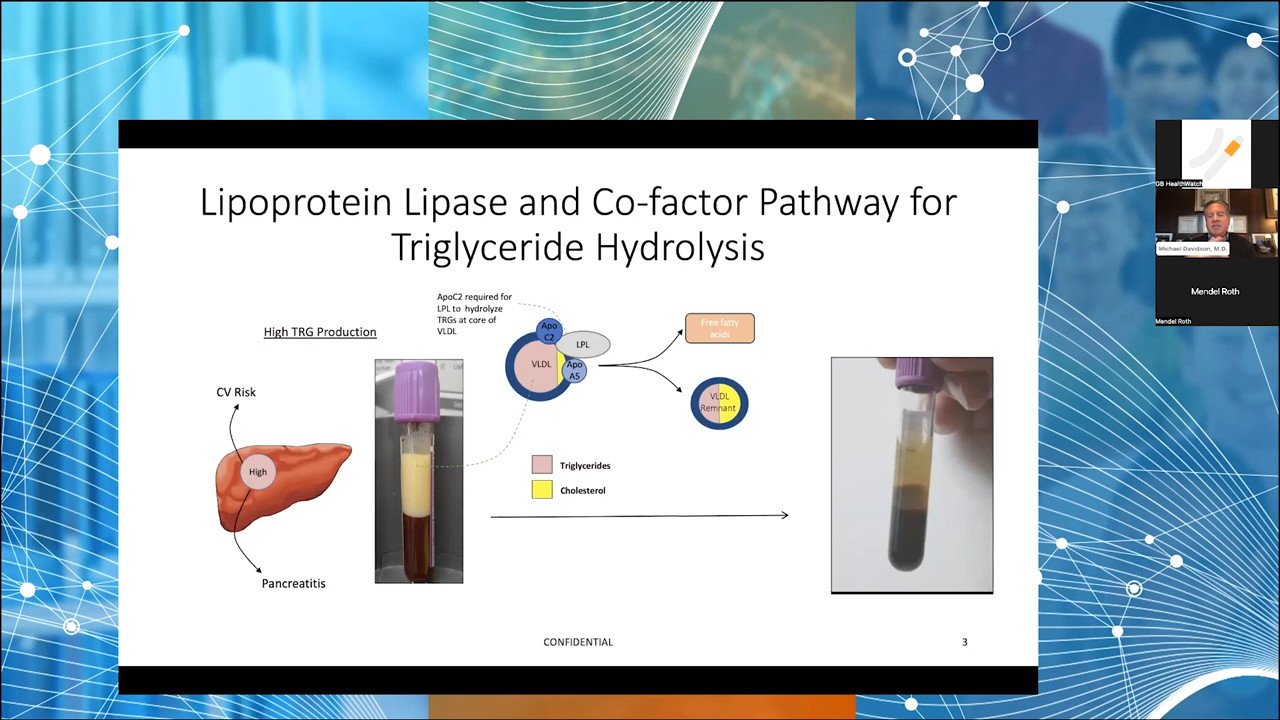 Lipoprotein Lipase and Co-factor Pathway for
Triglyceride Hydrolysis
High TRG Production
ApoC2 required for
LPL to hydrolyze
TRGs at core of
VLDL
Apo
C2
LPL
VLDL
Apo
A5
Free fatty
acids
VLDL
Remnant
CV Risk
High
Pancreatitis
Triglycerides
Cholesterol
CONFIDENTIAL
3
GB HealthWatch
Michael Davidson, M.D.
Mendel Roth
Mendel Roth